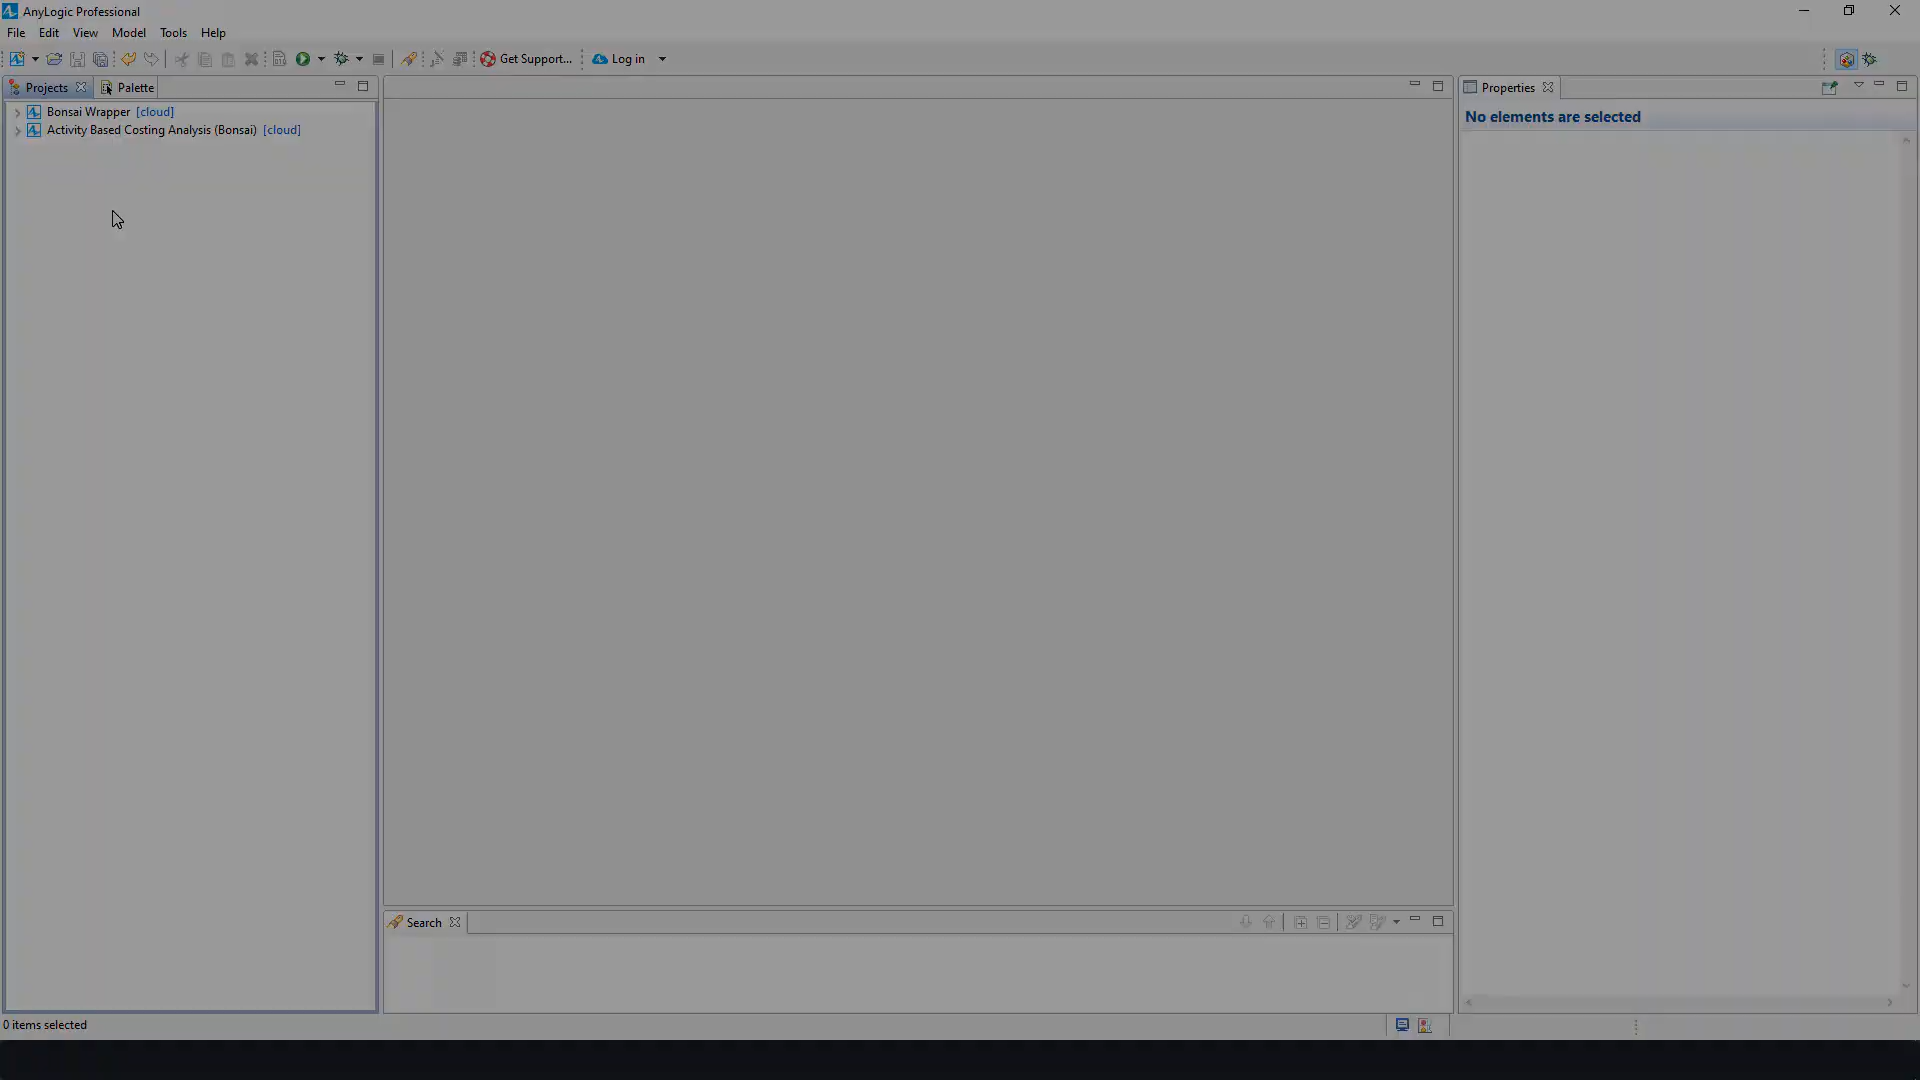 AnyLogic Professional
File Edit View Model Tools Help
Get Support... Log in
Projects Palette
Bonsai Wrapper [cloud]
Activity Based Costing Analysis (Bonsai) [cloud]
Properties
No elements are selected
Search
0 items selected